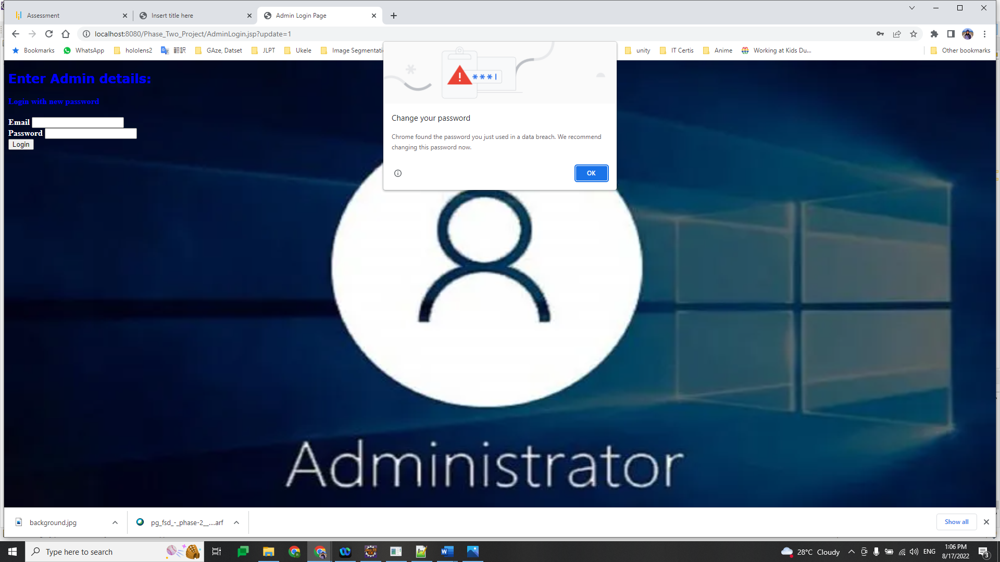 Assessment
Insert title here
Admin Login Page
localhost:8080/Phase_Two_Project/AdminLogin.jsp?update=1
Bookmarks WhatsApp hololens2 翻訳 GAze, Datset JLPT Ukele Image Segmentati unity IT Certis Anime Working at Kids Du... Other bookmarks
Enter Admin details:
Login with new password
Email
Password
Login
***|
Change your password
Chrome found the password you just used in a data breach. We recommend
changing this password now.
OK
Administrator
background.jpg
pg_fsd_-_phase-2__....arf
Show all
Type here to search
28°C Cloudy
ENG
1:06 PM
8/17/2022
3